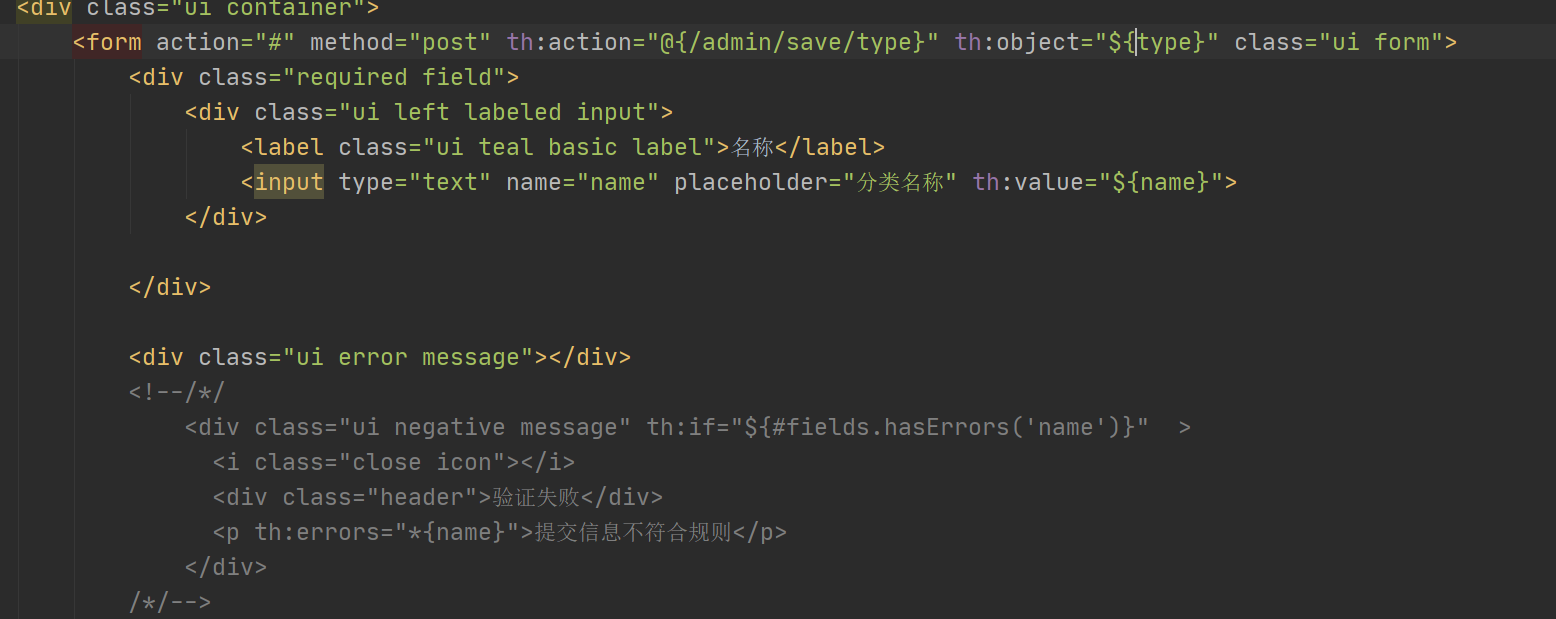 <div class="ui container">
<form action="#" method="post" th:action="@{/admin/save/type}" th:object="${type}" class="ui form">
<div class="required field">
<div class="ui left labeled input">
<label class="ui teal basic label">名称</label>
<input type="text" name="name" placeholder="分类名称" th:value="${name}">
</div>
</div>
<div class="ui error message"></div>
<!--/*/
<div class="ui negative message" th:if="${#fields.hasErrors('name')}"  >
<i class="close icon"></i>
<div class="header">验证失败</div>
<p th:errors="*{name}">提交信息不符合规则</p>
</div>
/*/-->